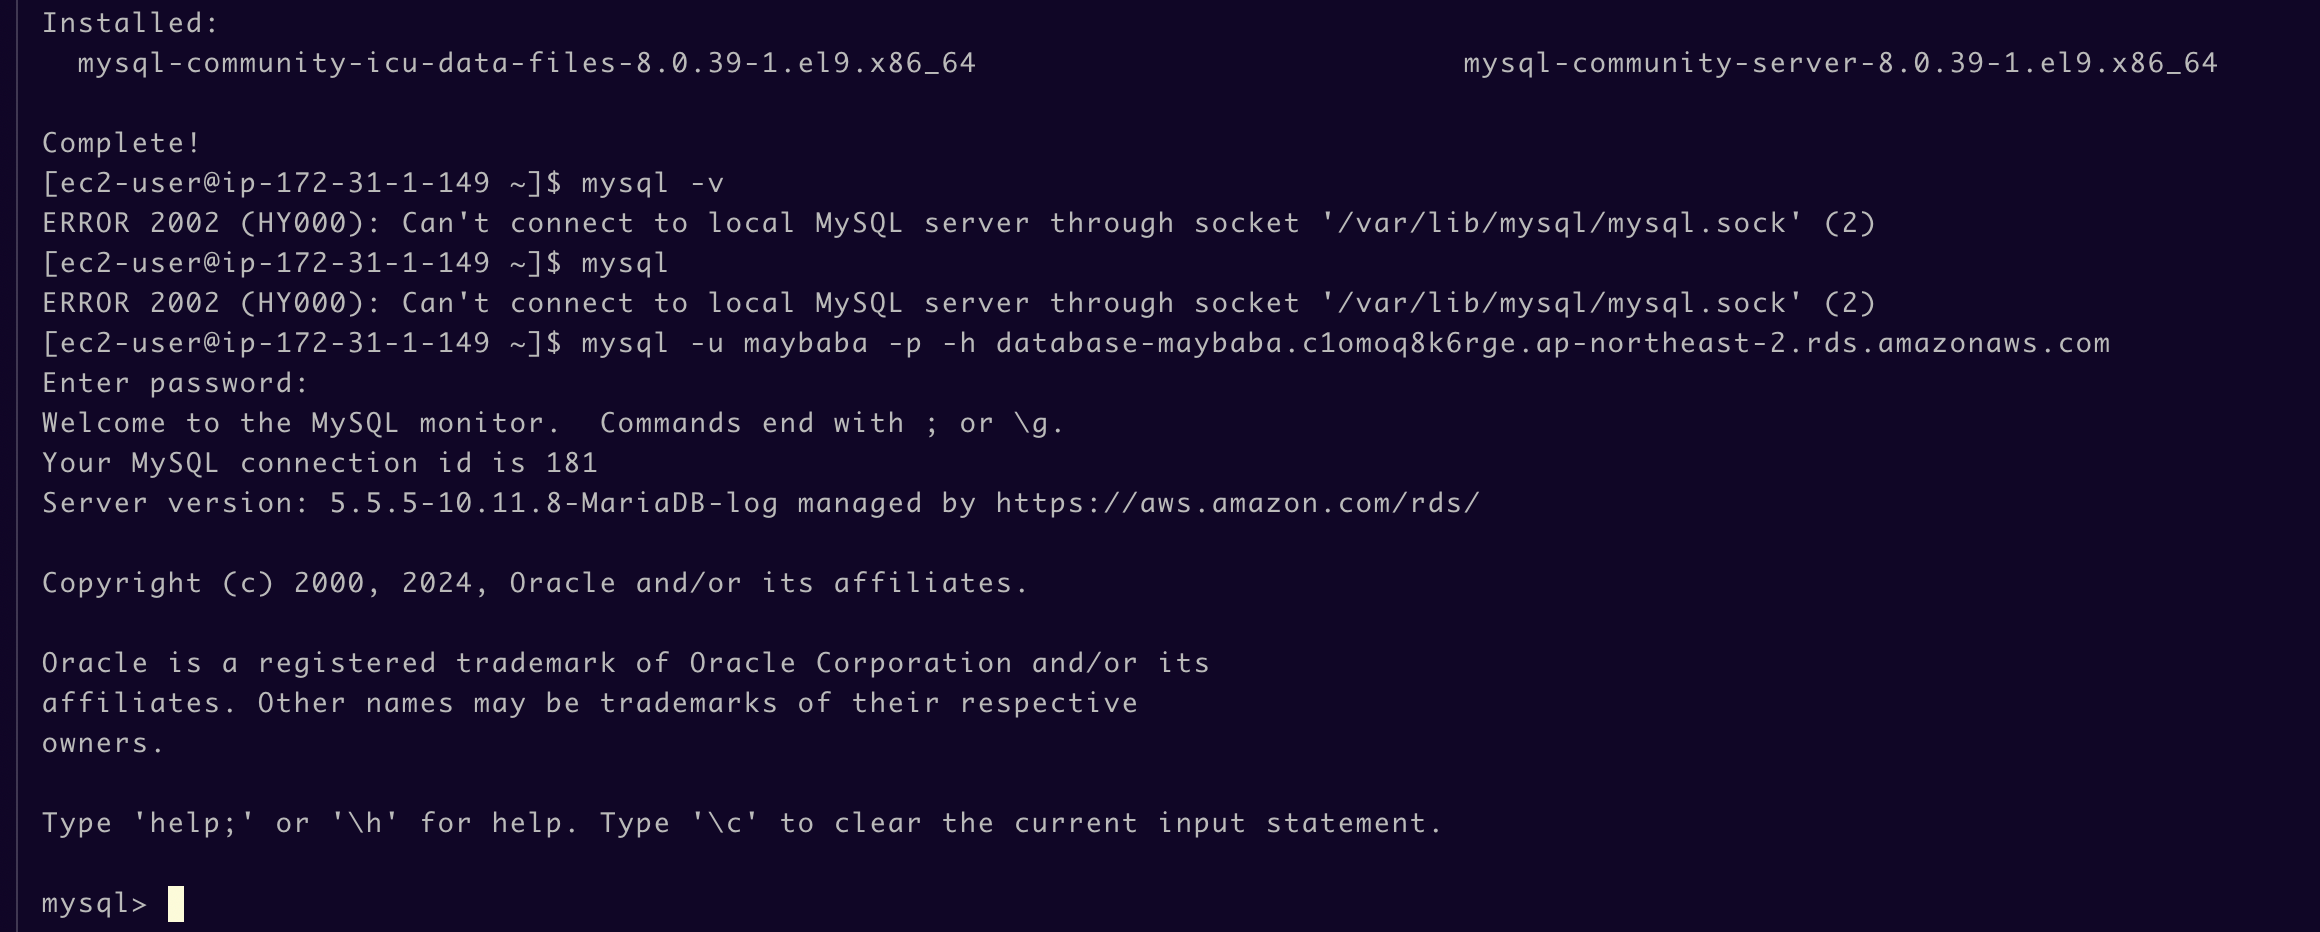 Installed:
  mysql-community-icu-data-files-8.0.39-1.el9.x86_64                           mysql-community-server-8.0.39-1.el9.x86_64
Complete!
[ec2-user@ip-172-31-1-149 ~]$ mysql -v
ERROR 2002 (HY000): Can't connect to local MySQL server through socket '/var/lib/mysql/mysql.sock' (2)
[ec2-user@ip-172-31-1-149 ~]$ mysql
ERROR 2002 (HY000): Can't connect to local MySQL server through socket '/var/lib/mysql/mysql.sock' (2)
[ec2-user@ip-172-31-1-149 ~]$ mysql -u maybaba -p -h database-maybaba.c1omoq8k6rge.ap-northeast-2.rds.amazonaws.com
Enter password:
Welcome to the MySQL monitor.  Commands end with ; or \g.
Your MySQL connection id is 181
Server version: 5.5.5-10.11.8-MariaDB-log managed by https://aws.amazon.com/rds/
Copyright (c) 2000, 2024, Oracle and/or its affiliates.
Oracle is a registered trademark of Oracle Corporation and/or its
affiliates. Other names may be trademarks of their respective
owners.
Type 'help;' or '\h' for help. Type '\c' to clear the current input statement.
mysql>